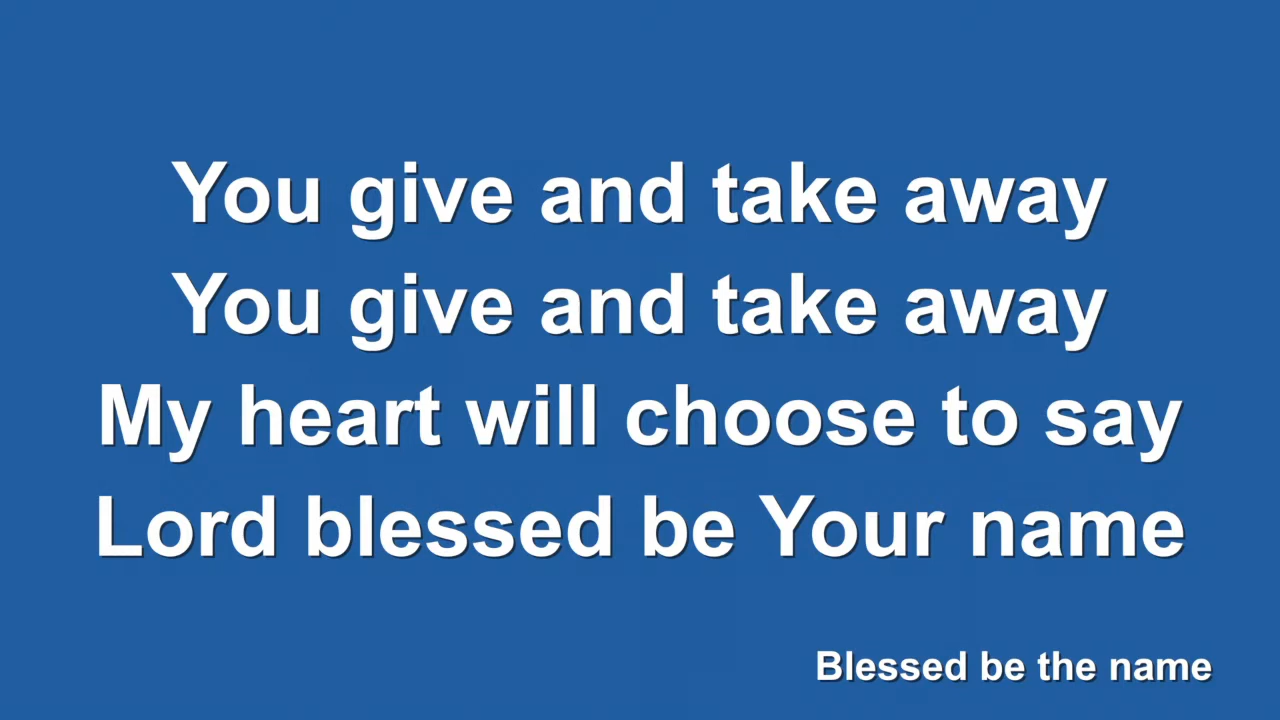 You give and take away
You give and take away
My heart will choose to say
Lord blessed be Your name
Blessed be the name